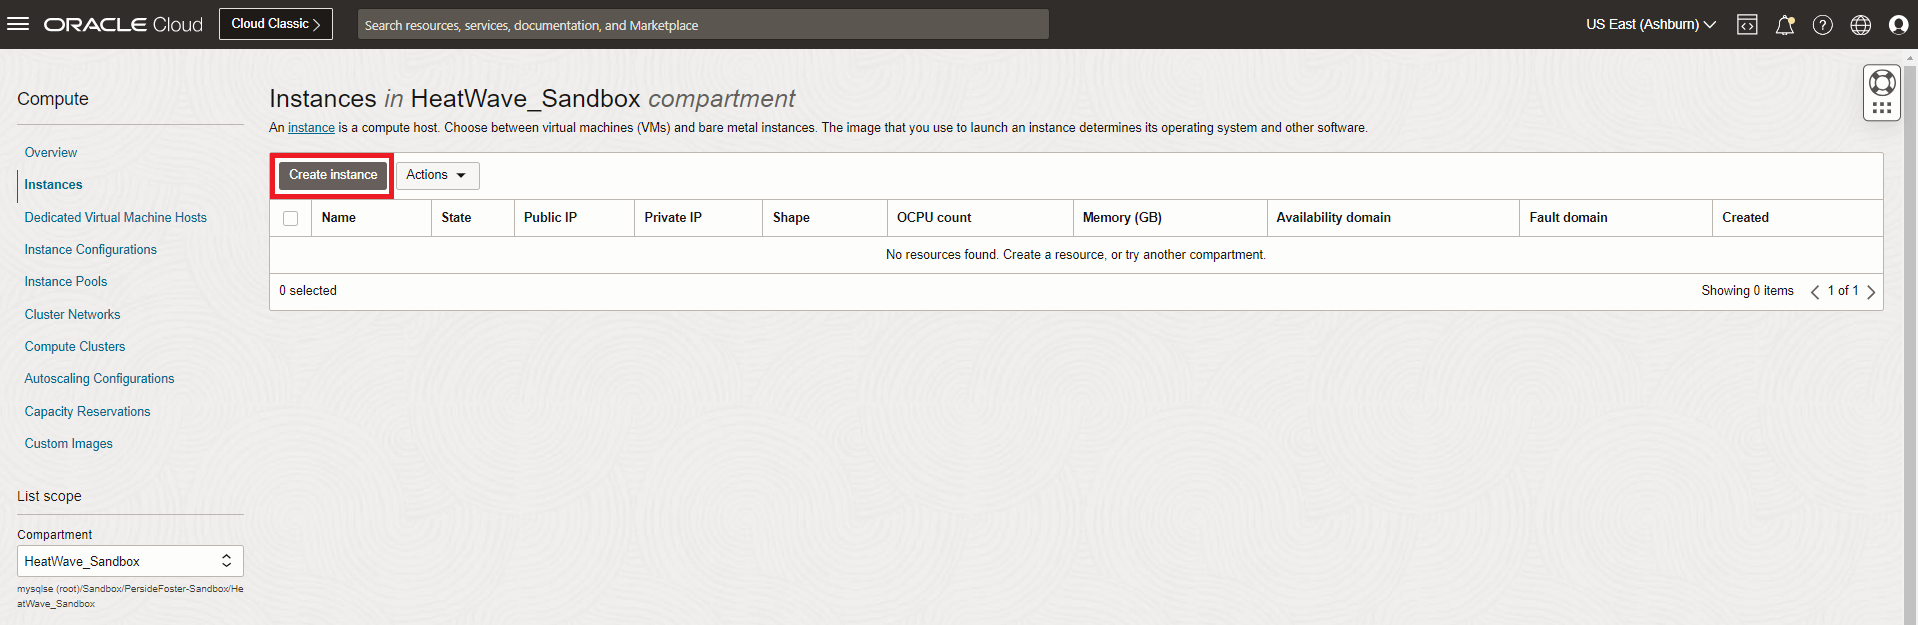 ORACLE Cloud
Cloud Classic
Search resources, services, documentation, and Marketplace
US East (Ashburn)
Compute
Overview
Instances
Dedicated Virtual Machine Hosts
Instance Configurations
Instance Pools
Cluster Networks
Compute Clusters
Autoscaling Configurations
Capacity Reservations
Custom Images
List scope
Compartment
HeatWave_Sandbox
mysqlse (root)/Sandbox/PersideFoster-Sandbox/He
atWave_Sandbox
Instances in HeatWave_Sandbox compartment
An instance is a compute host. Choose between virtual machines (VMs) and bare metal instances. The image that you use to launch an instance determines its operating system and other software.
Create instance
Actions
Name State Public IP Private IP Shape OCPU count Memory (GB) Availability domain Fault domain Created
No resources found. Create a resource, or try another compartment.
0 selected
Showing 0 items
1 of 1